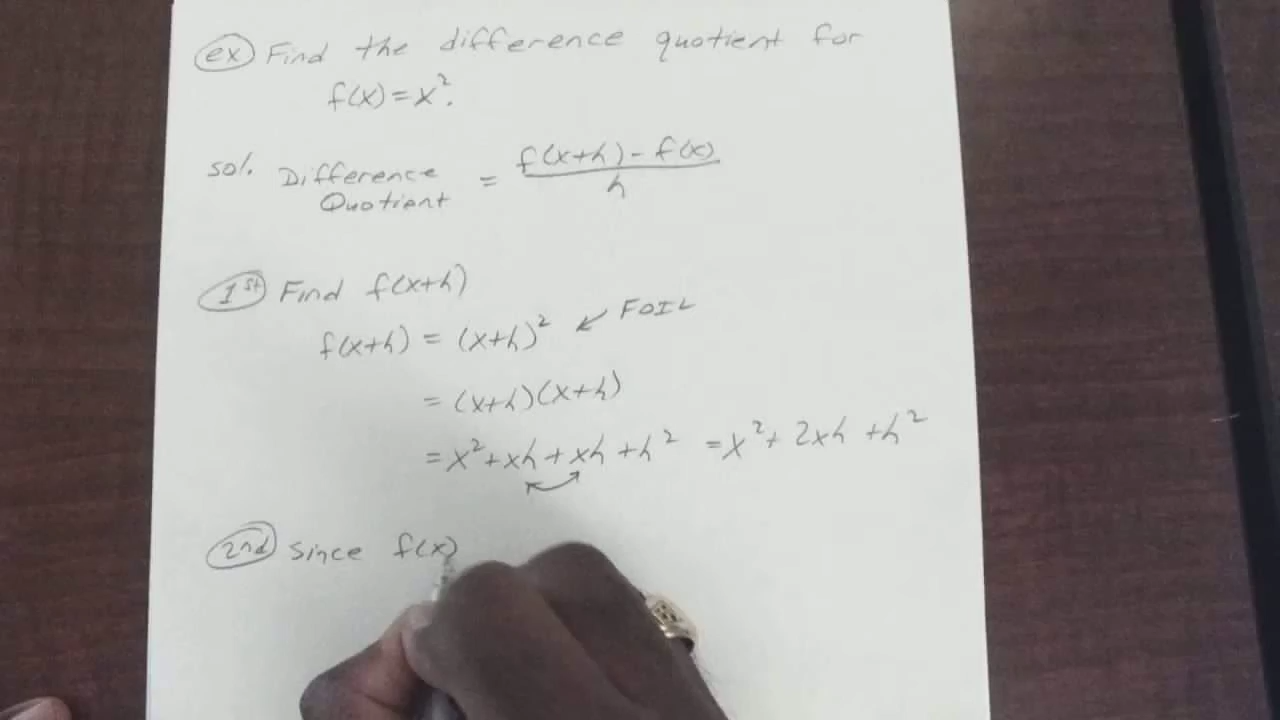 ex Find the difference quotient for
f(x) = x².
sol. Difference Quotient = f(x+h) - f(x) / h
1st Find f(x+h)
f(x+h) = (x+h)² ↙ FOIL
= (x+h)(x+h)
= x² + xh + xh + h² = x² + 2xh + h²
2nd since f(x)